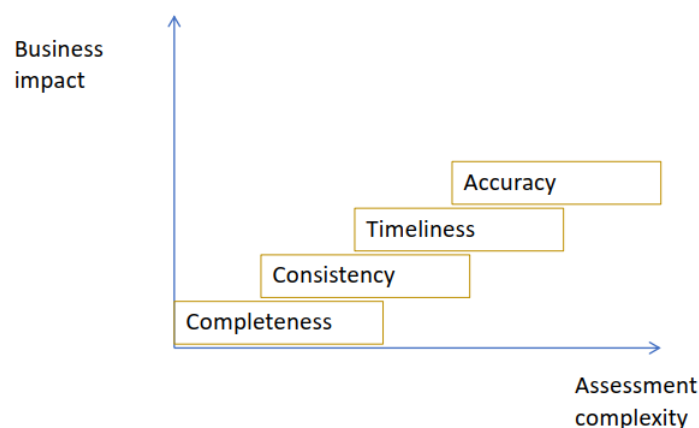 Business
impact
Accuracy
Timeliness
Consistency
Completeness
Assessment
complexity